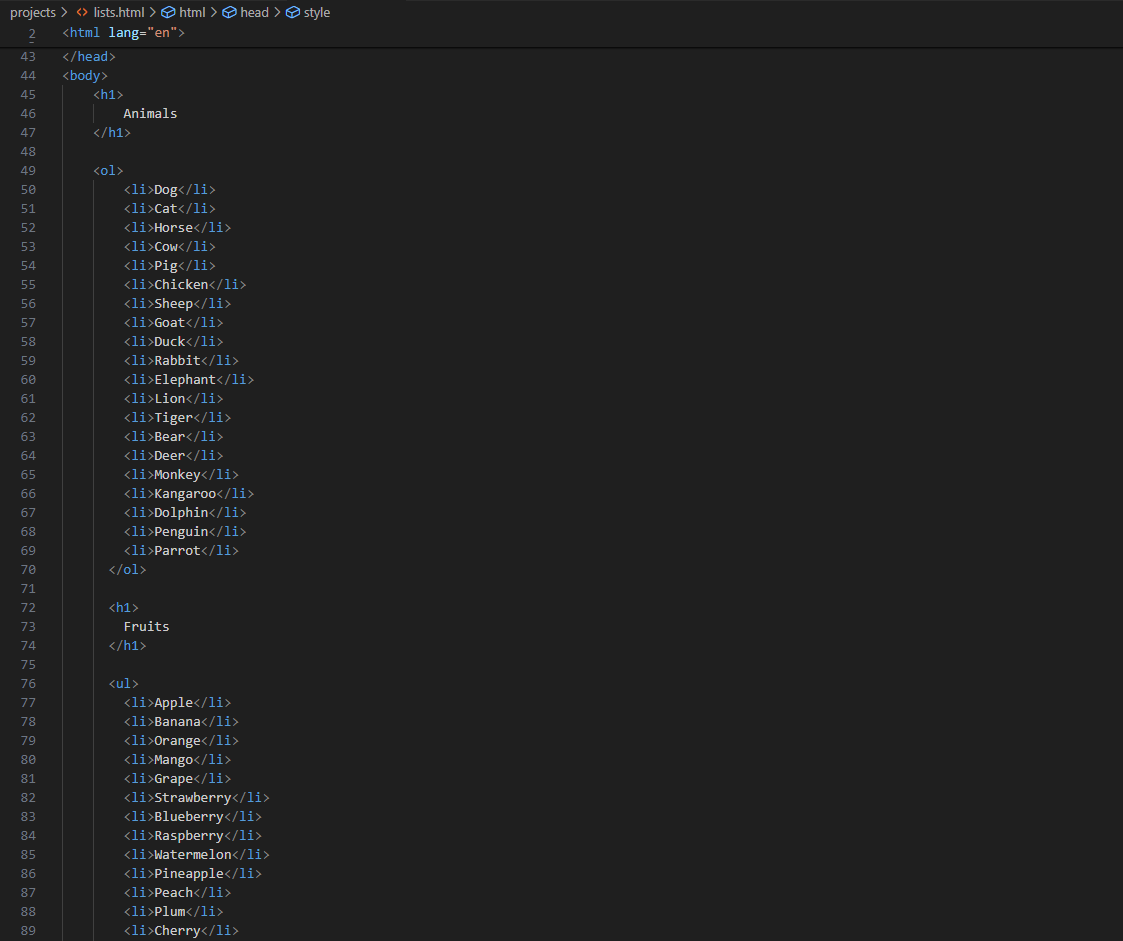 projects > <> lists.html > html > head > style
2 <html lang="en">
43 </head>
44 <body>
45 <h1>
46 Animals
47 </h1>
48
49 <ol>
50 <li>Dog</li>
51 <li>Cat</li>
52 <li>Horse</li>
53 <li>Cow</li>
54 <li>Pig</li>
55 <li>Chicken</li>
56 <li>Sheep</li>
57 <li>Goat</li>
58 <li>Duck</li>
59 <li>Rabbit</li>
60 <li>Elephant</li>
61 <li>Lion</li>
62 <li>Tiger</li>
63 <li>Bear</li>
64 <li>Deer</li>
65 <li>Monkey</li>
66 <li>Kangaroo</li>
67 <li>Dolphin</li>
68 <li>Penguin</li>
69 <li>Parrot</li>
70 </ol>
71
72 <h1>
73 Fruits
74 </h1>
75
76 <ul>
77 <li>Apple</li>
78 <li>Banana</li>
79 <li>Orange</li>
80 <li>Mango</li>
81 <li>Grape</li>
82 <li>Strawberry</li>
83 <li>Blueberry</li>
84 <li>Raspberry</li>
85 <li>Watermelon</li>
86 <li>Pineapple</li>
87 <li>Peach</li>
88 <li>Plum</li>
89 <li>Cherry</li>